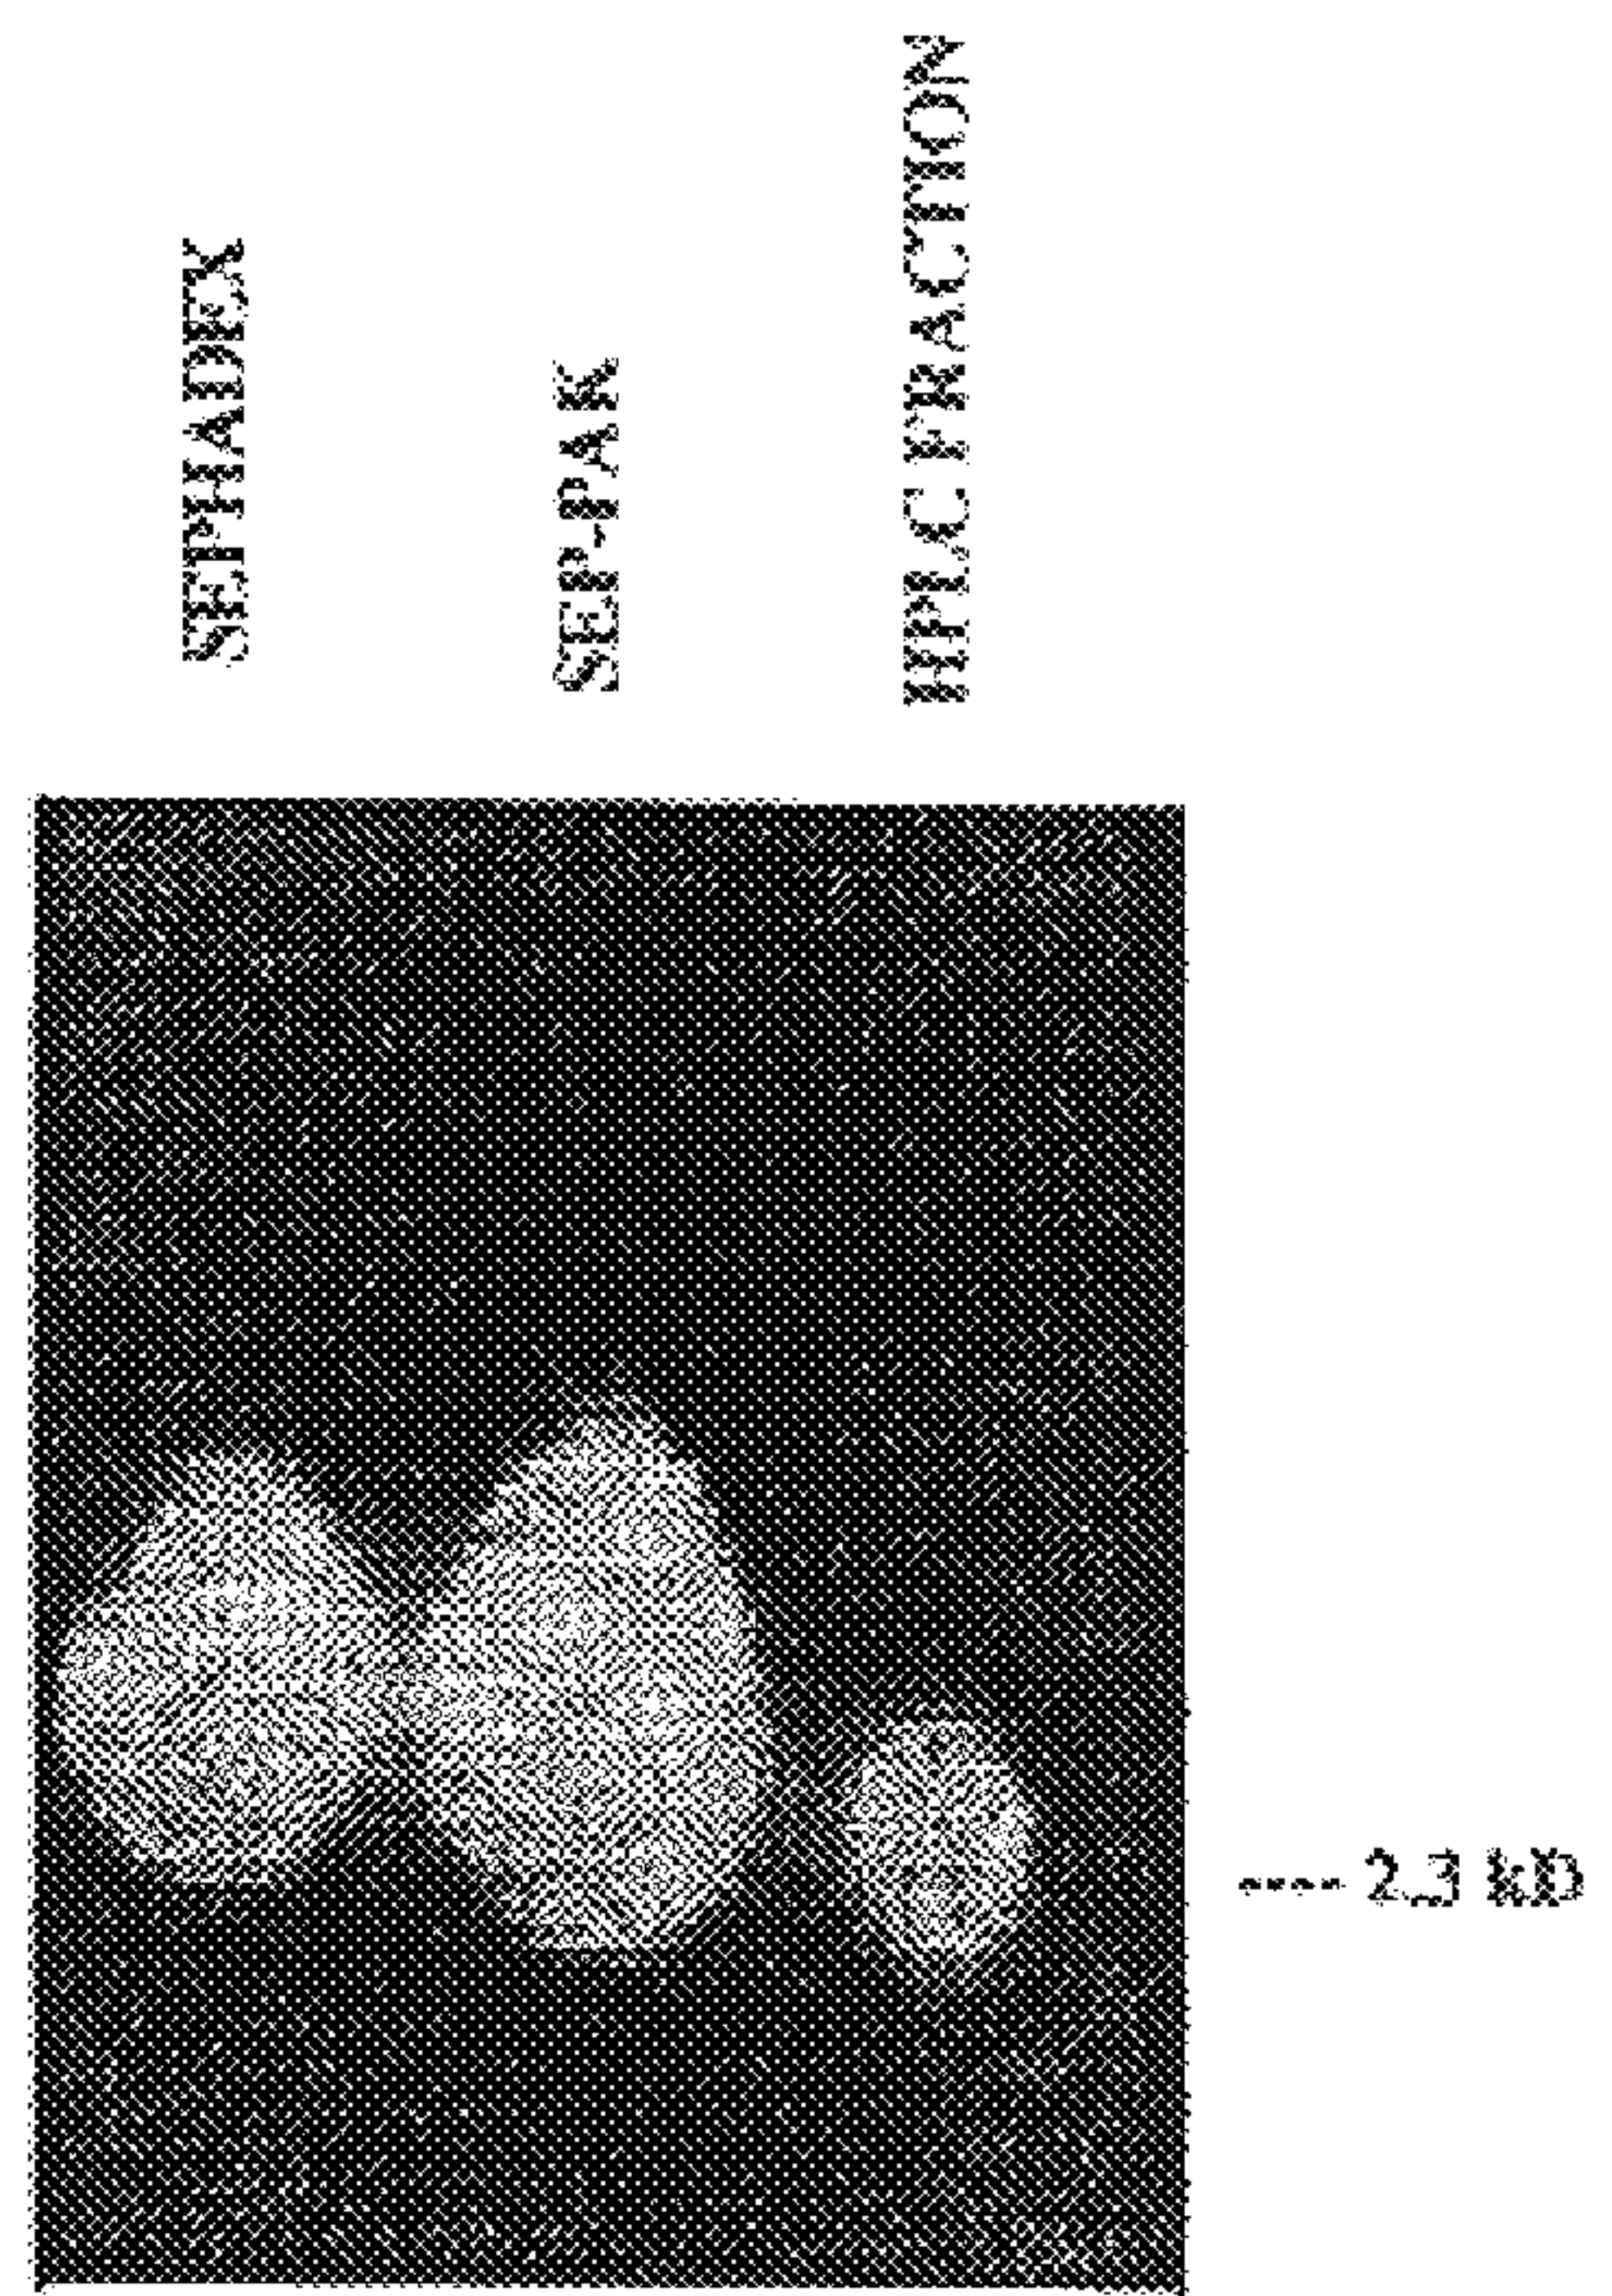 SEPHADEX
SEP-PAK
HPLC FRACTION
---- 2.3 kD